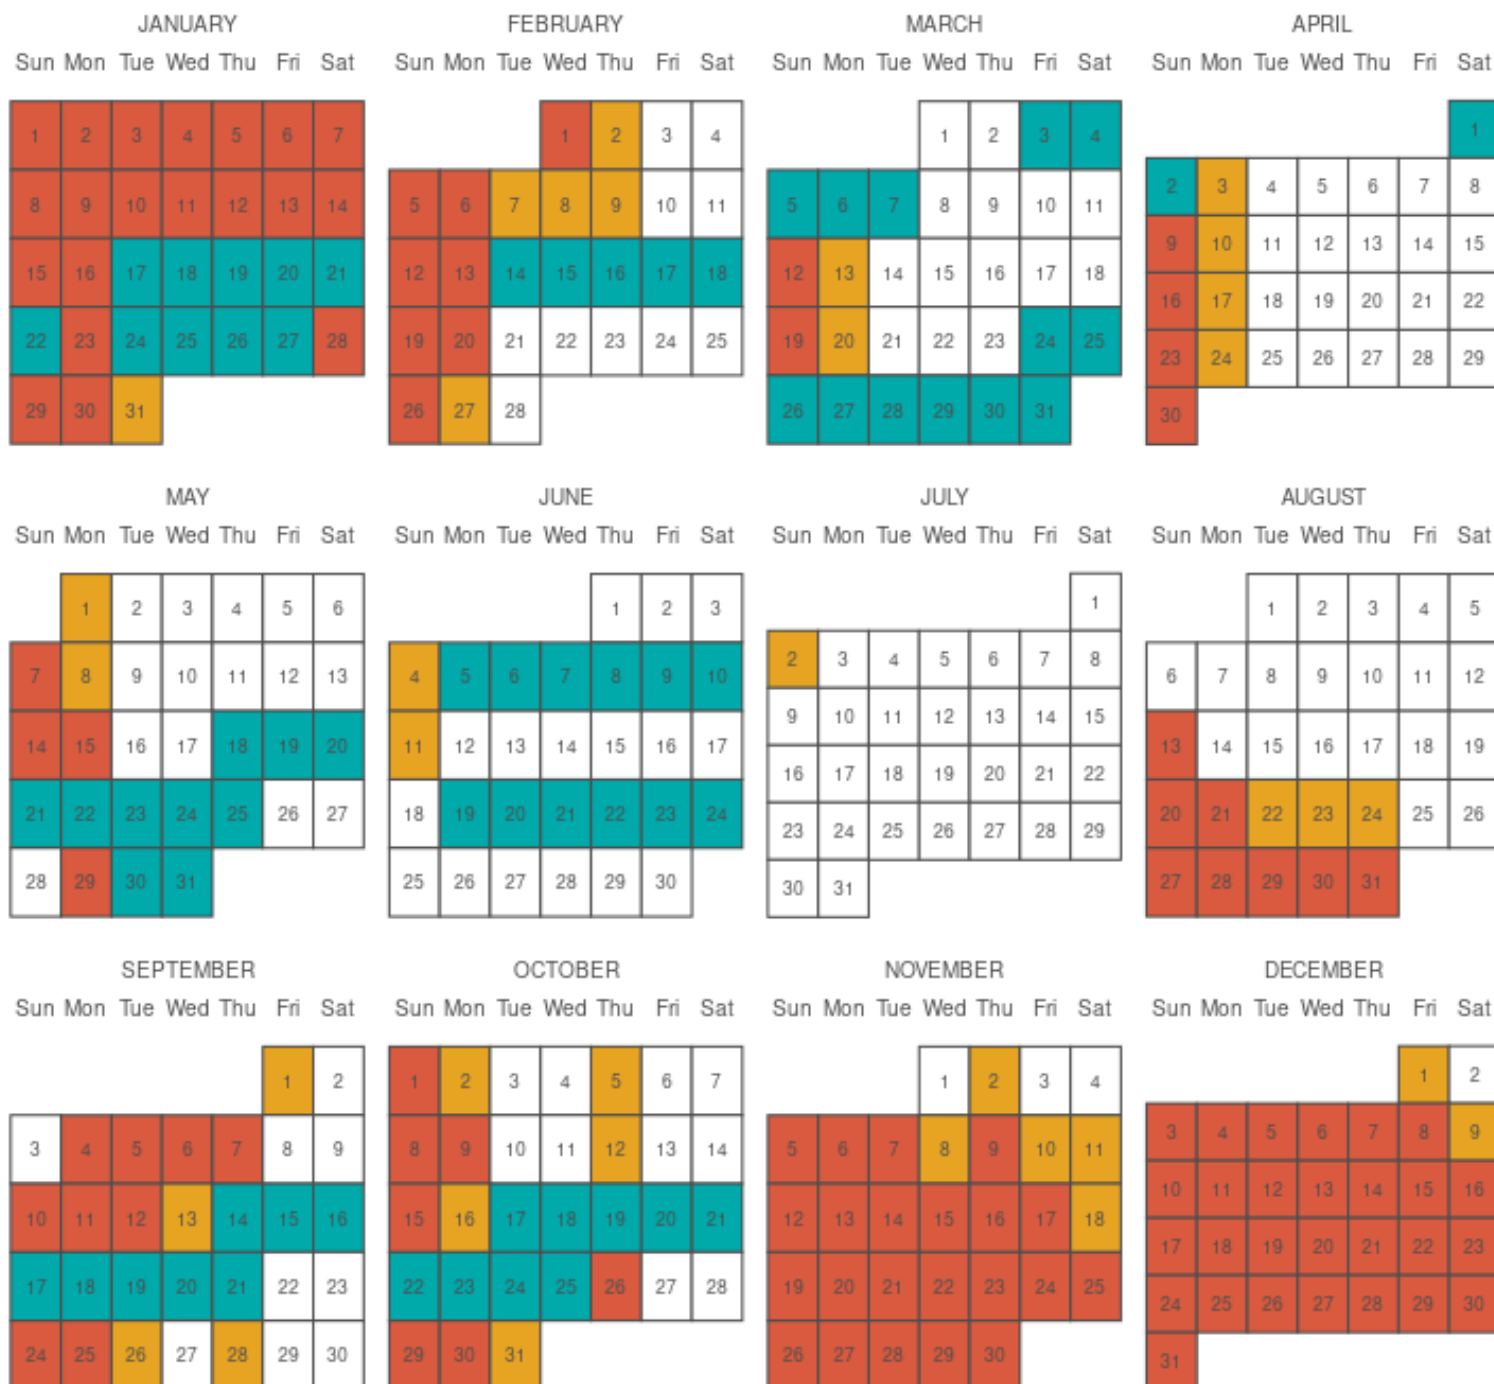 JANUARY FEBRUARY MARCH APRIL
Sun Mon Tue Wed Thu Fri Sat Sun Mon Tue Wed Thu Fri Sat Sun Mon Tue Wed Thu Fri Sat Sun Mon Tue Wed Thu Fri Sat
1 2 3 4 5 6 7 1 2 3 4 1 2 3 4 1
8 9 10 11 12 13 14 5 6 7 8 9 10 11 5 6 7 8 9 10 11 2 3 4 5 6 7 8
15 16 17 18 19 20 21 12 13 14 15 16 17 18 12 13 14 15 16 17 18 9 10 11 12 13 14 15
22 23 24 25 26 27 28 19 20 21 22 23 24 25 19 20 21 22 23 24 25 16 17 18 19 20 21 22
29 30 31 26 27 28 26 27 28 29 30 31 23 24 25 26 27 28 29
30
MAY JUNE JULY AUGUST
Sun Mon Tue Wed Thu Fri Sat Sun Mon Tue Wed Thu Fri Sat Sun Mon Tue Wed Thu Fri Sat Sun Mon Tue Wed Thu Fri Sat
1 2 3 4 5 6 1 2 3 1 1 2 3 4 5
7 8 9 10 11 12 13 4 5 6 7 8 9 10 2 3 4 5 6 7 8 6 7 8 9 10 11 12
14 15 16 17 18 19 20 11 12 13 14 15 16 17 9 10 11 12 13 14 15 13 14 15 16 17 18 19
21 22 23 24 25 26 27 18 19 20 21 22 23 24 16 17 18 19 20 21 22 20 21 22 23 24 25 26
28 29 30 31 25 26 27 28 29 30 23 24 25 26 27 28 29 27 28 29 30 31
30 31
SEPTEMBER OCTOBER NOVEMBER DECEMBER
Sun Mon Tue Wed Thu Fri Sat Sun Mon Tue Wed Thu Fri Sat Sun Mon Tue Wed Thu Fri Sat Sun Mon Tue Wed Thu Fri Sat
1 2 1 2 3 4 5 6 7 1 2 3 4 1 2
3 4 5 6 7 8 9 8 9 10 11 12 13 14 5 6 7 8 9 10 11 3 4 5 6 7 8 9
10 11 12 13 14 15 16 15 16 17 18 19 20 21 12 13 14 15 16 17 18 10 11 12 13 14 15 16
17 18 19 20 21 22 23 22 23 24 25 26 27 28 19 20 21 22 23 24 25 17 18 19 20 21 22 23
24 25 26 27 28 29 30 29 30 31 26 27 28 29 30 24 25 26 27 28 29 30
31